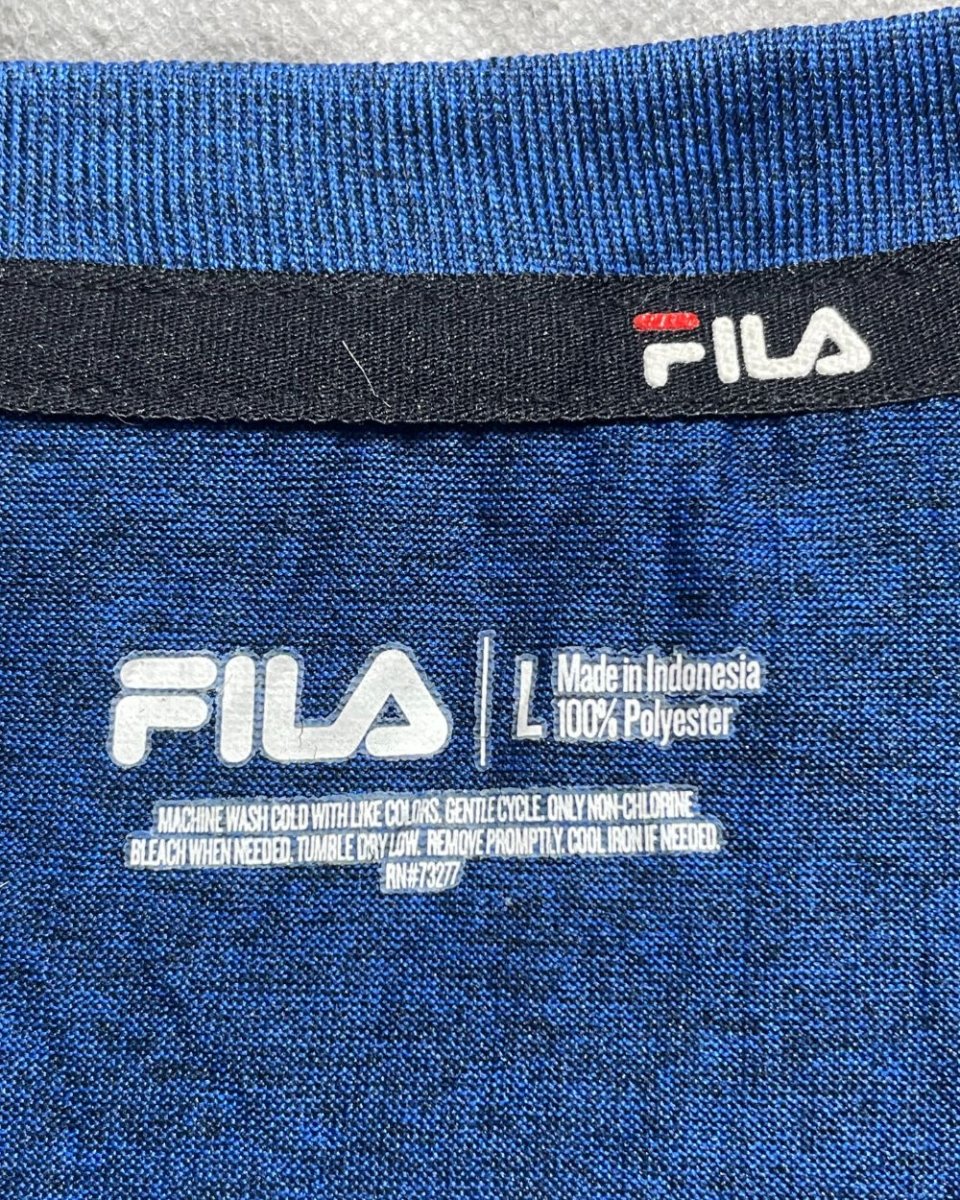 FILA
FILA
L
Made in Indonesia
100% Polyester
MACHINE WASH COLD WITH LIKE COLORS. GENTLE CYCLE. ONLY NON-CHLORINE
BLEACH WHEN NEEDED. TUMBLE DRY LOW. REMOVE PROMPTLY. COOL IRON IF NEEDED.
RN#73277